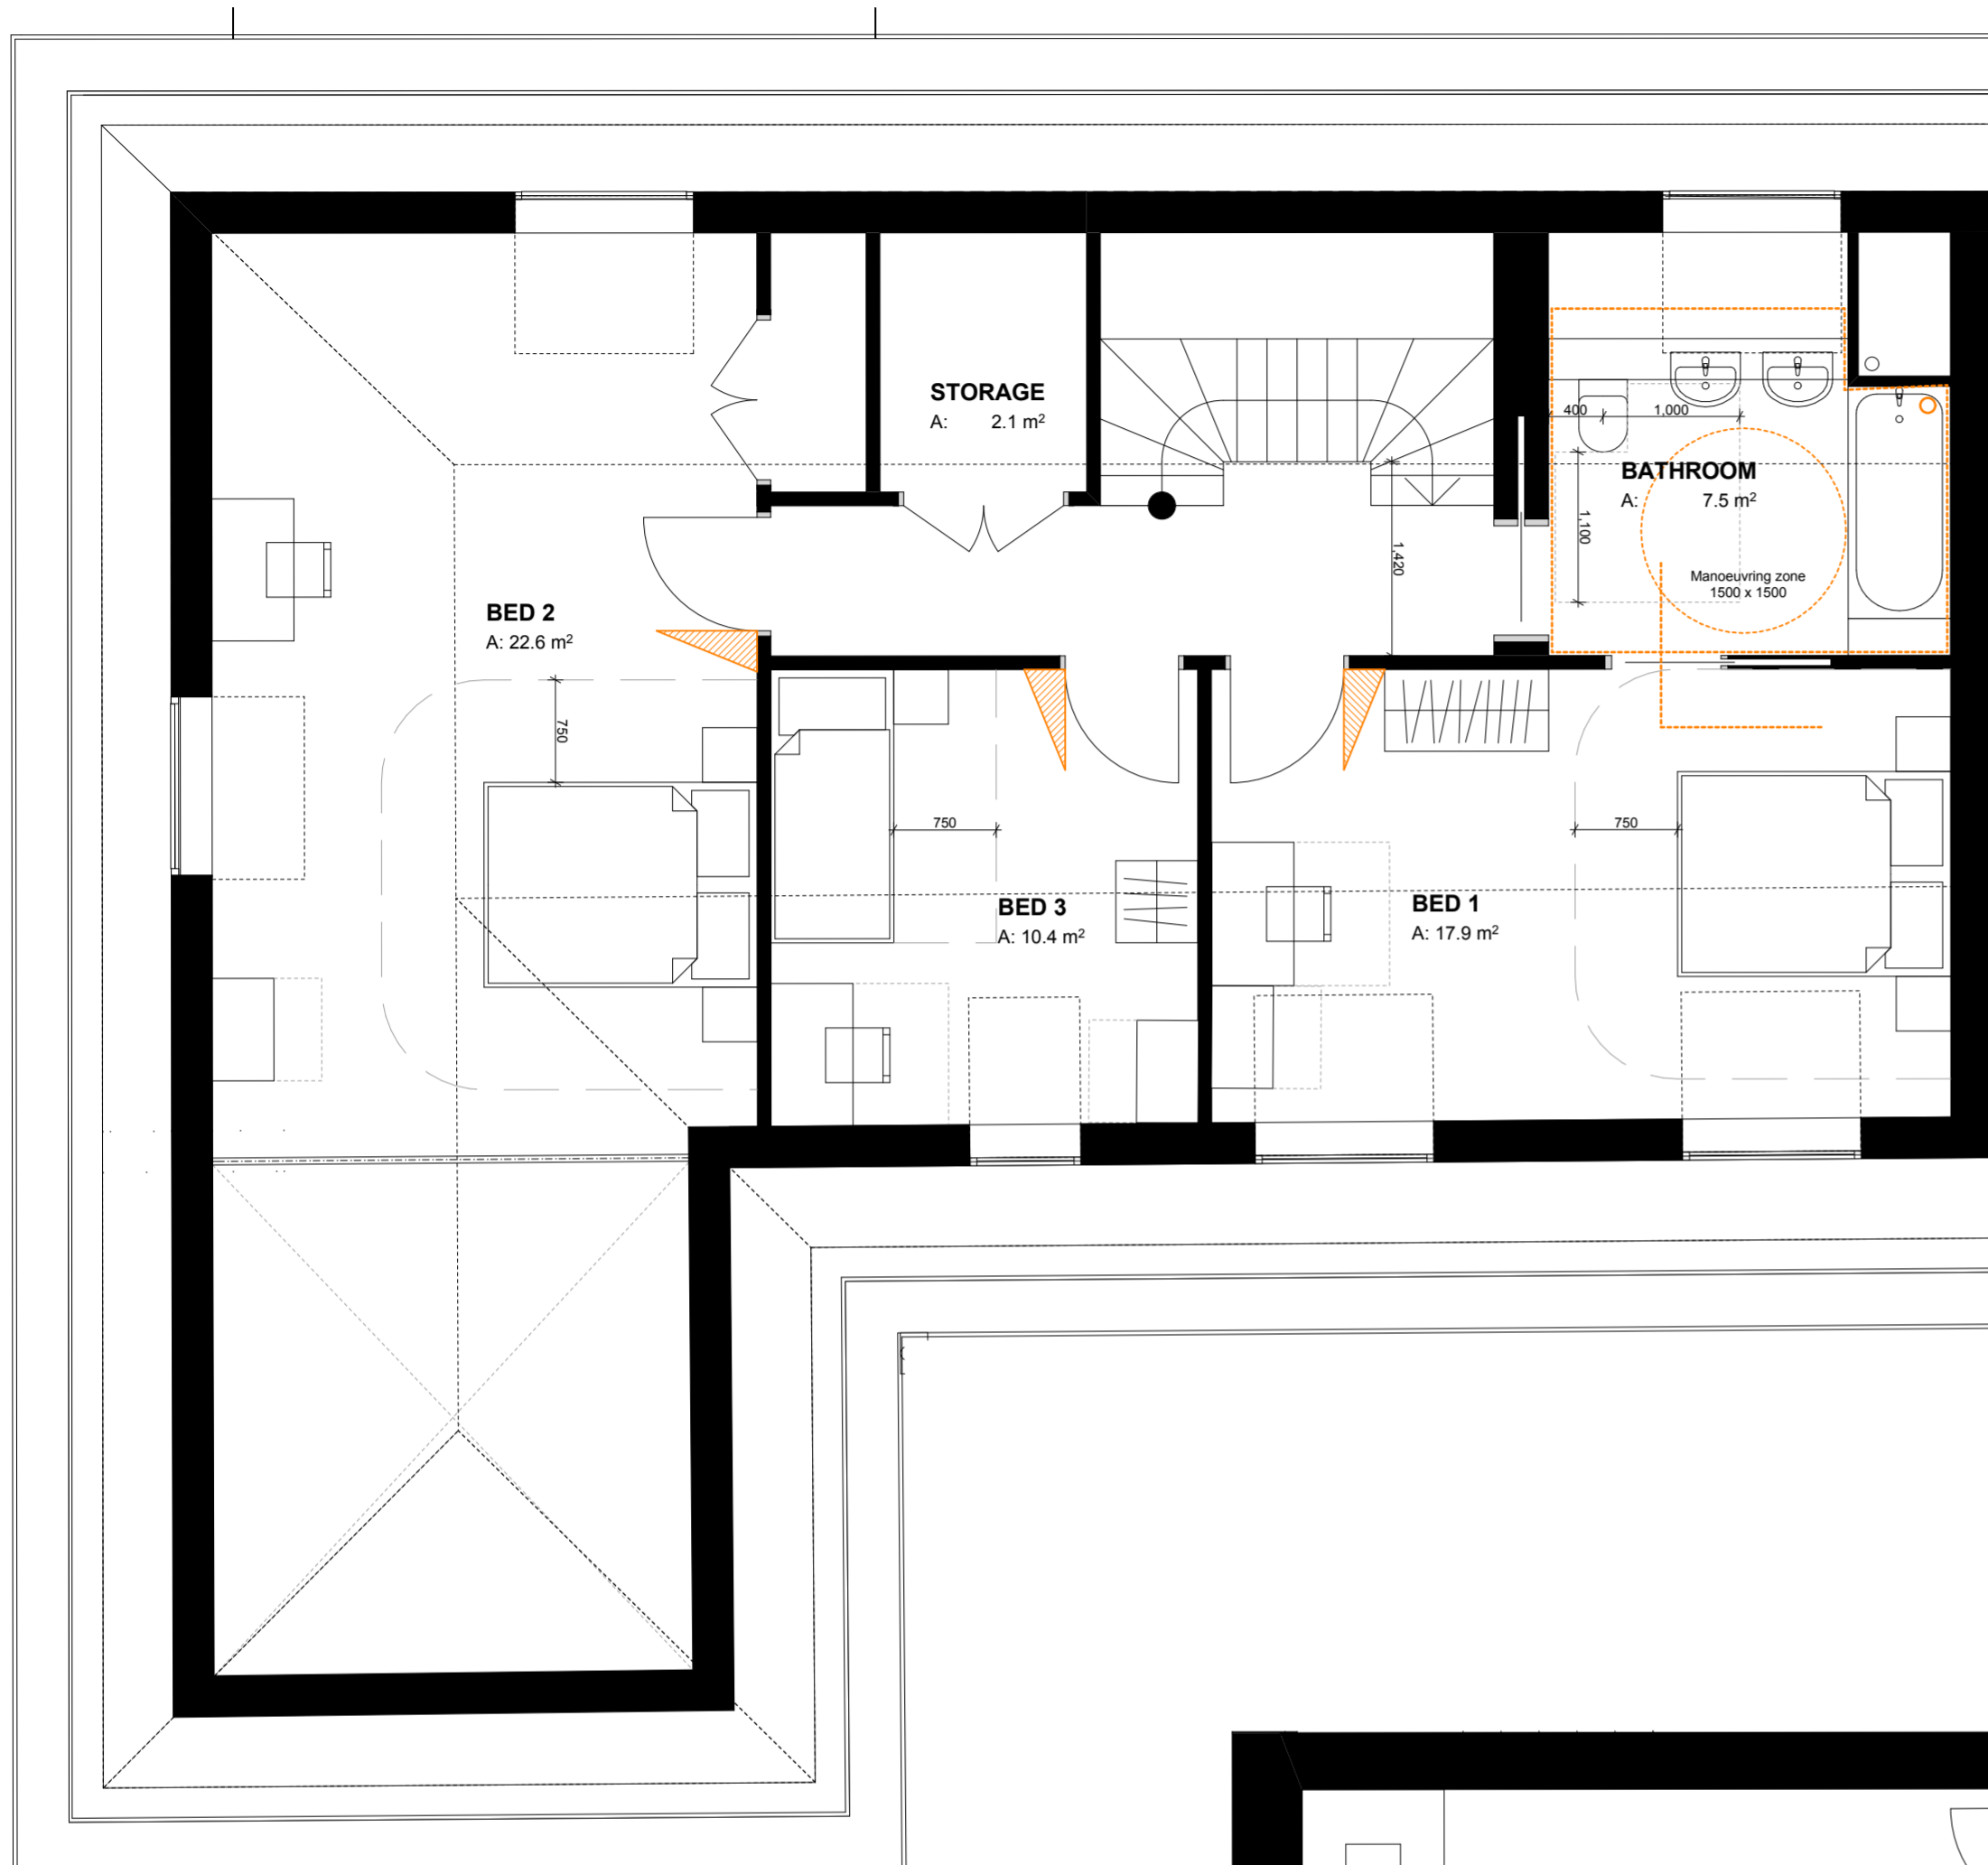 STORAGE
A: 2.1 m²
400
1,000
BATHROOM
A: 7.5 m²
1,100
1,420
Manoeuvring zone
1500 x 1500
BED 2
A: 22.6 m²
750
750
750
BED 3
A: 10.4 m²
BED 1
A: 17.9 m²